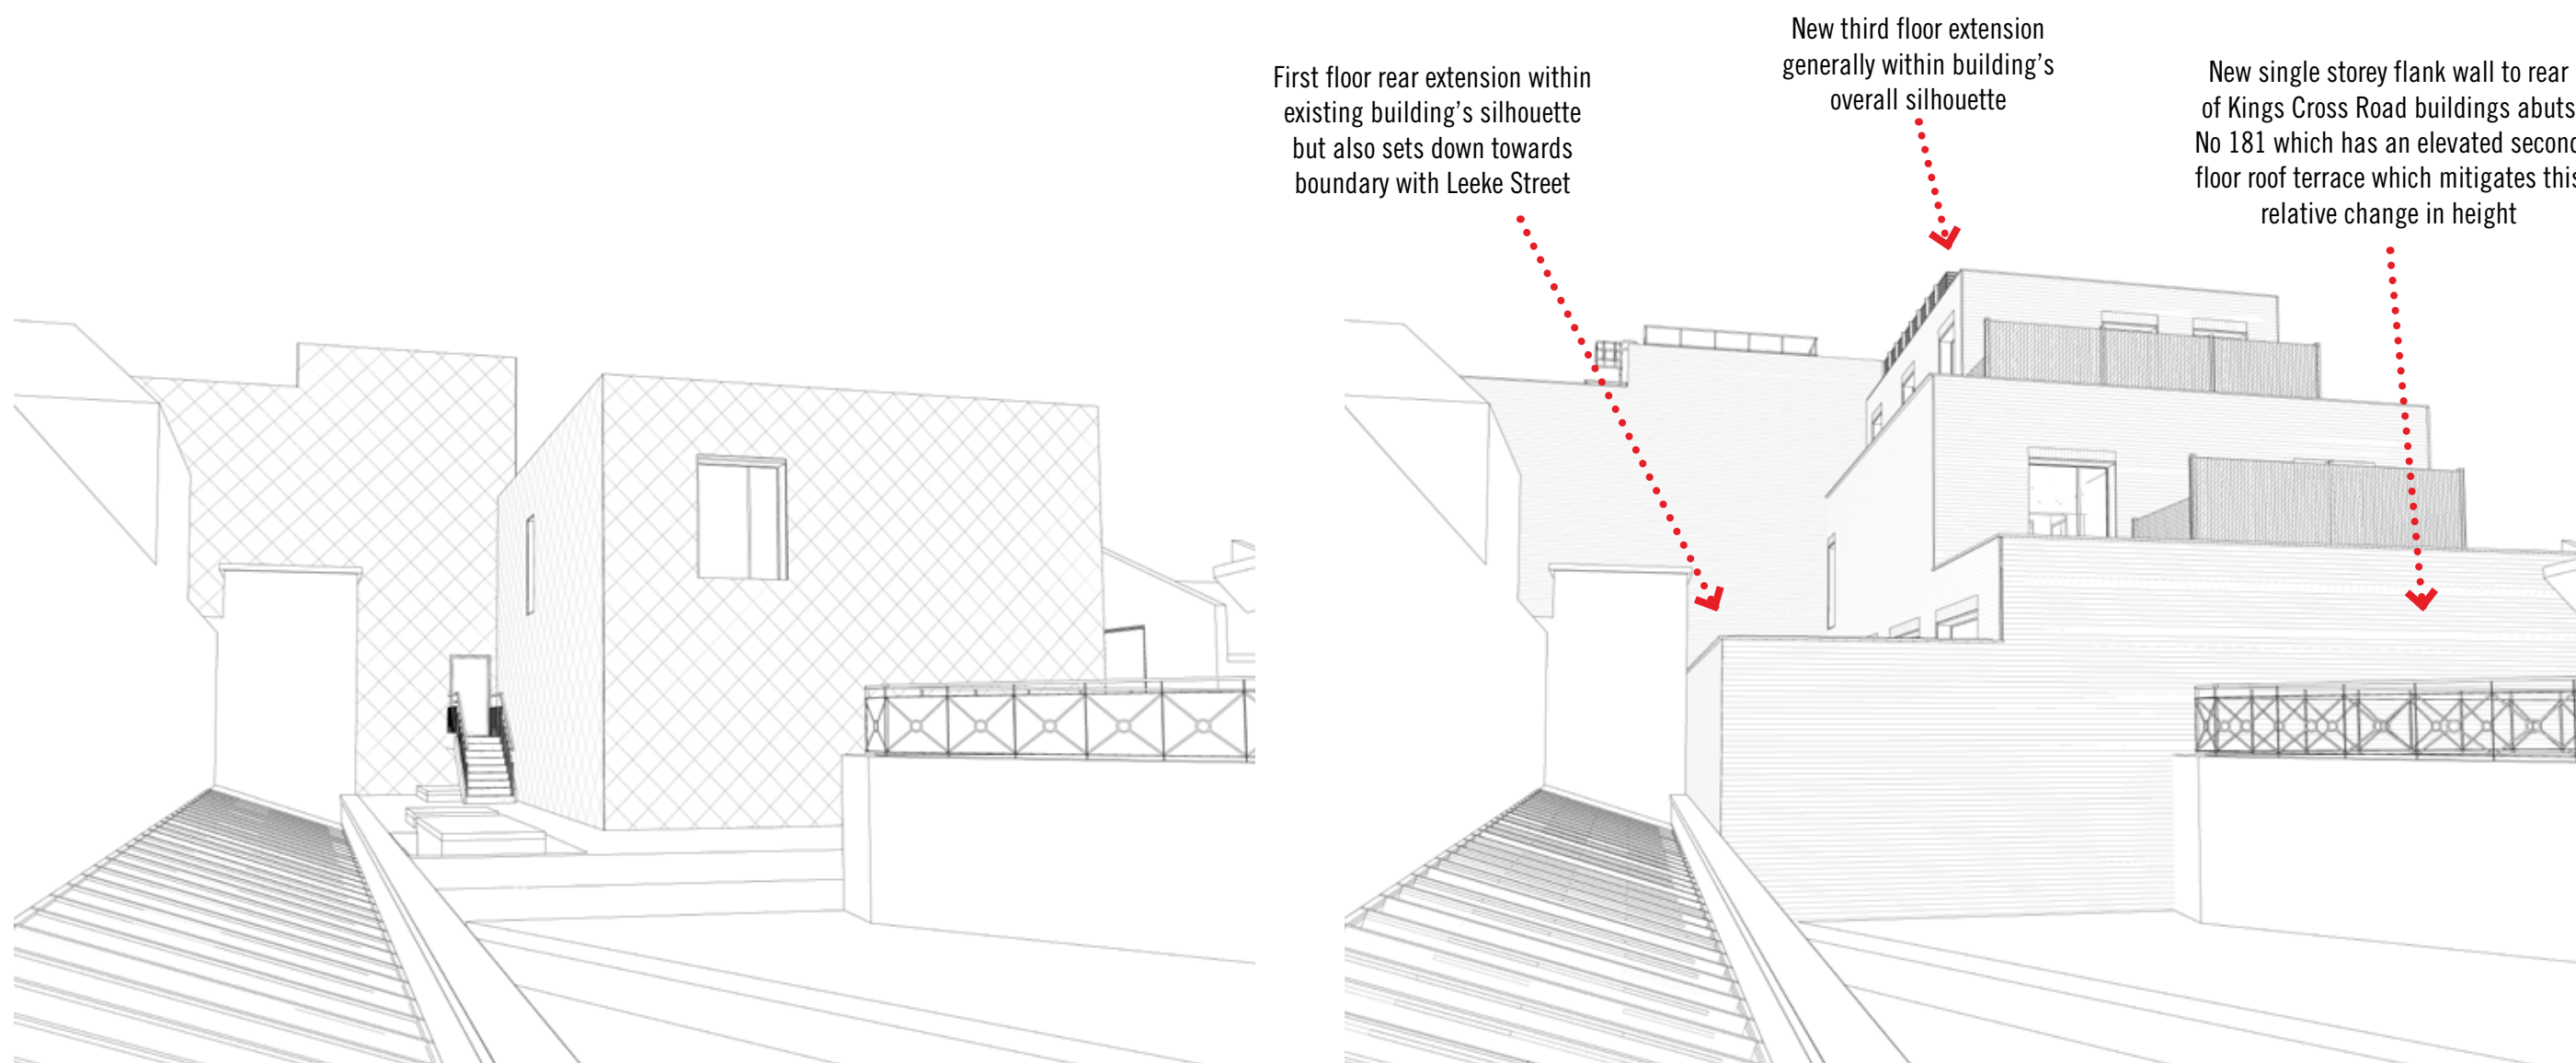 First floor rear extension within
existing building’s silhouette
but also sets down towards
boundary with Leeke Street
New third floor extension
generally within building’s
overall silhouette
New single storey flank wall to rear
of Kings Cross Road buildings abuts
No 181 which has an elevated second
floor roof terrace which mitigates this
relative change in height